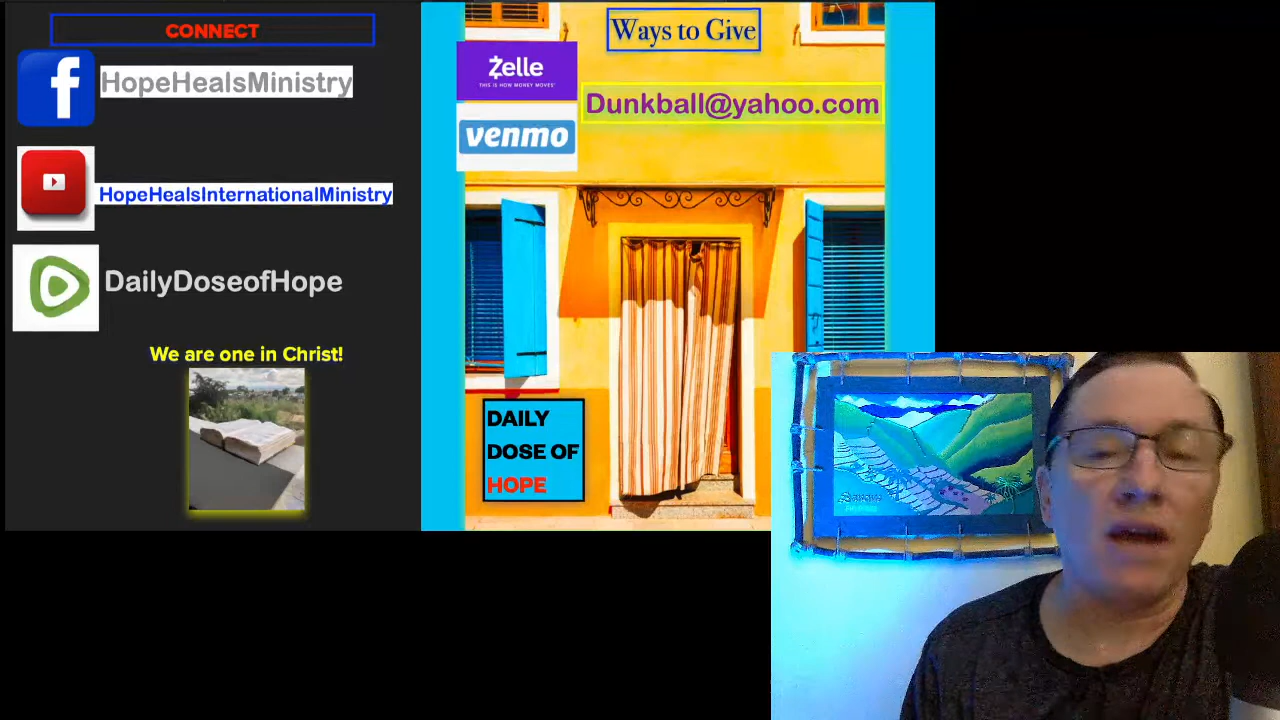 CONNECT
HopeHealsMinistry
HopeHealsInternationalMinistry
DailyDoseofHope
We are one in Christ!
Ways to Give
Zelle
THIS IS HOW MONEY MOVES
venmo
Dunkball@yahoo.com
DAILY
DOSE OF
HOPE